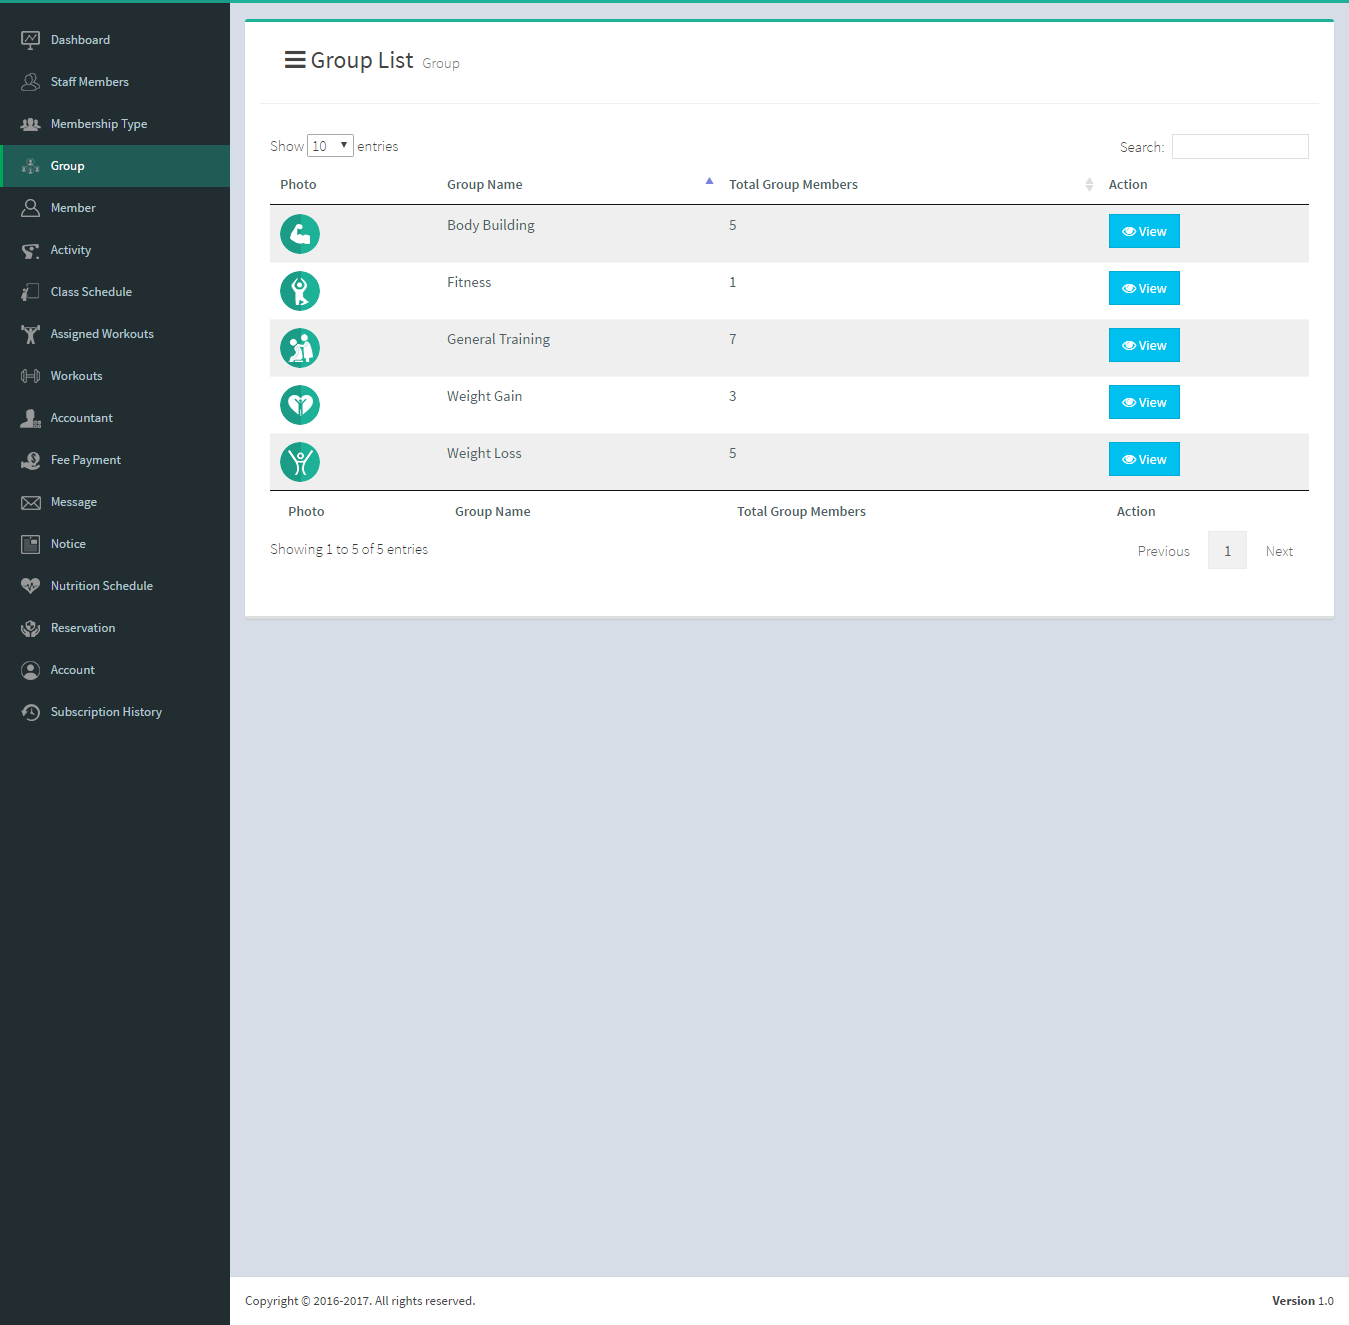 Dashboard
Staff Members
Membership Type
Group
Member
Activity
Class Schedule
Assigned Workouts
Workouts
Accountant
Fee Payment
Message
Notice
Nutrition Schedule
Reservation
Account
Subscription History
Group List Group
Show 10 entries
Search:
Photo Group Name Total Group Members Action
Body Building 5 View
Fitness 1 View
General Training 7 View
Weight Gain 3 View
Weight Loss 5 View
Photo Group Name Total Group Members Action
Showing 1 to 5 of 5 entries
Previous 1 Next
Copyright © 2016-2017. All rights reserved.
Version 1.0